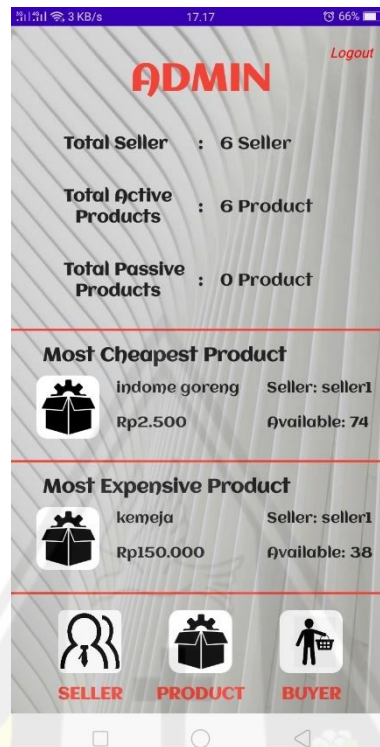 3 KB/s 17.17 66%
Logout
ADMIN
Total Seller : 6 Seller
Total Active
Products : 6 Product
Total Passive
Products : 0 Product
Most Cheapest Product
indome goreng Seller: seller1
Rp2.500 Available: 74
Most Expensive Product
kemeja Seller: seller1
Rp150.000 Available: 38
SELLER PRODUCT BUYER